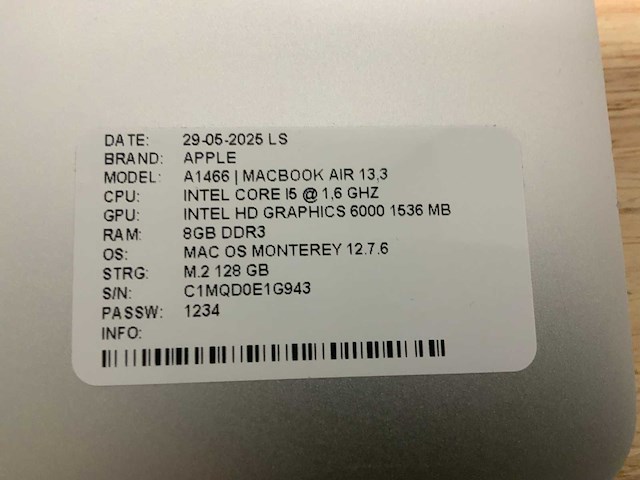 DATE: 29-05-2025 LS
BRAND: APPLE
MODEL: A1466 | MACBOOK AIR 13,3
CPU: INTEL CORE I5 @ 1,6 GHZ
GPU: INTEL HD GRAPHICS 6000 1536 MB
RAM: 8GB DDR3
OS: MAC OS MONTEREY 12.7.6
STRG: M.2 128 GB
S/N: C1MQD0E1G943
PASSW: 1234
INFO: